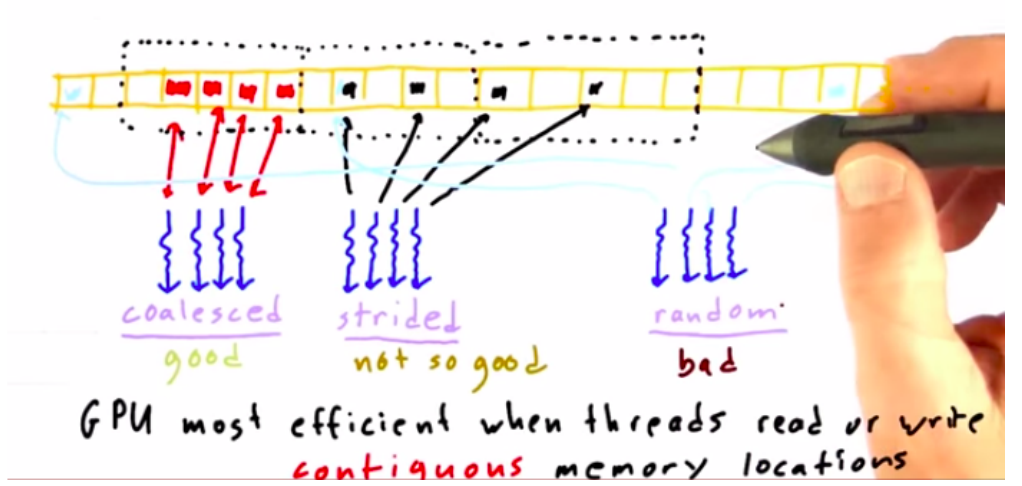 coalesced strided random
good not so good bad
GPU most efficient when threads read or write
contiguous memory locations